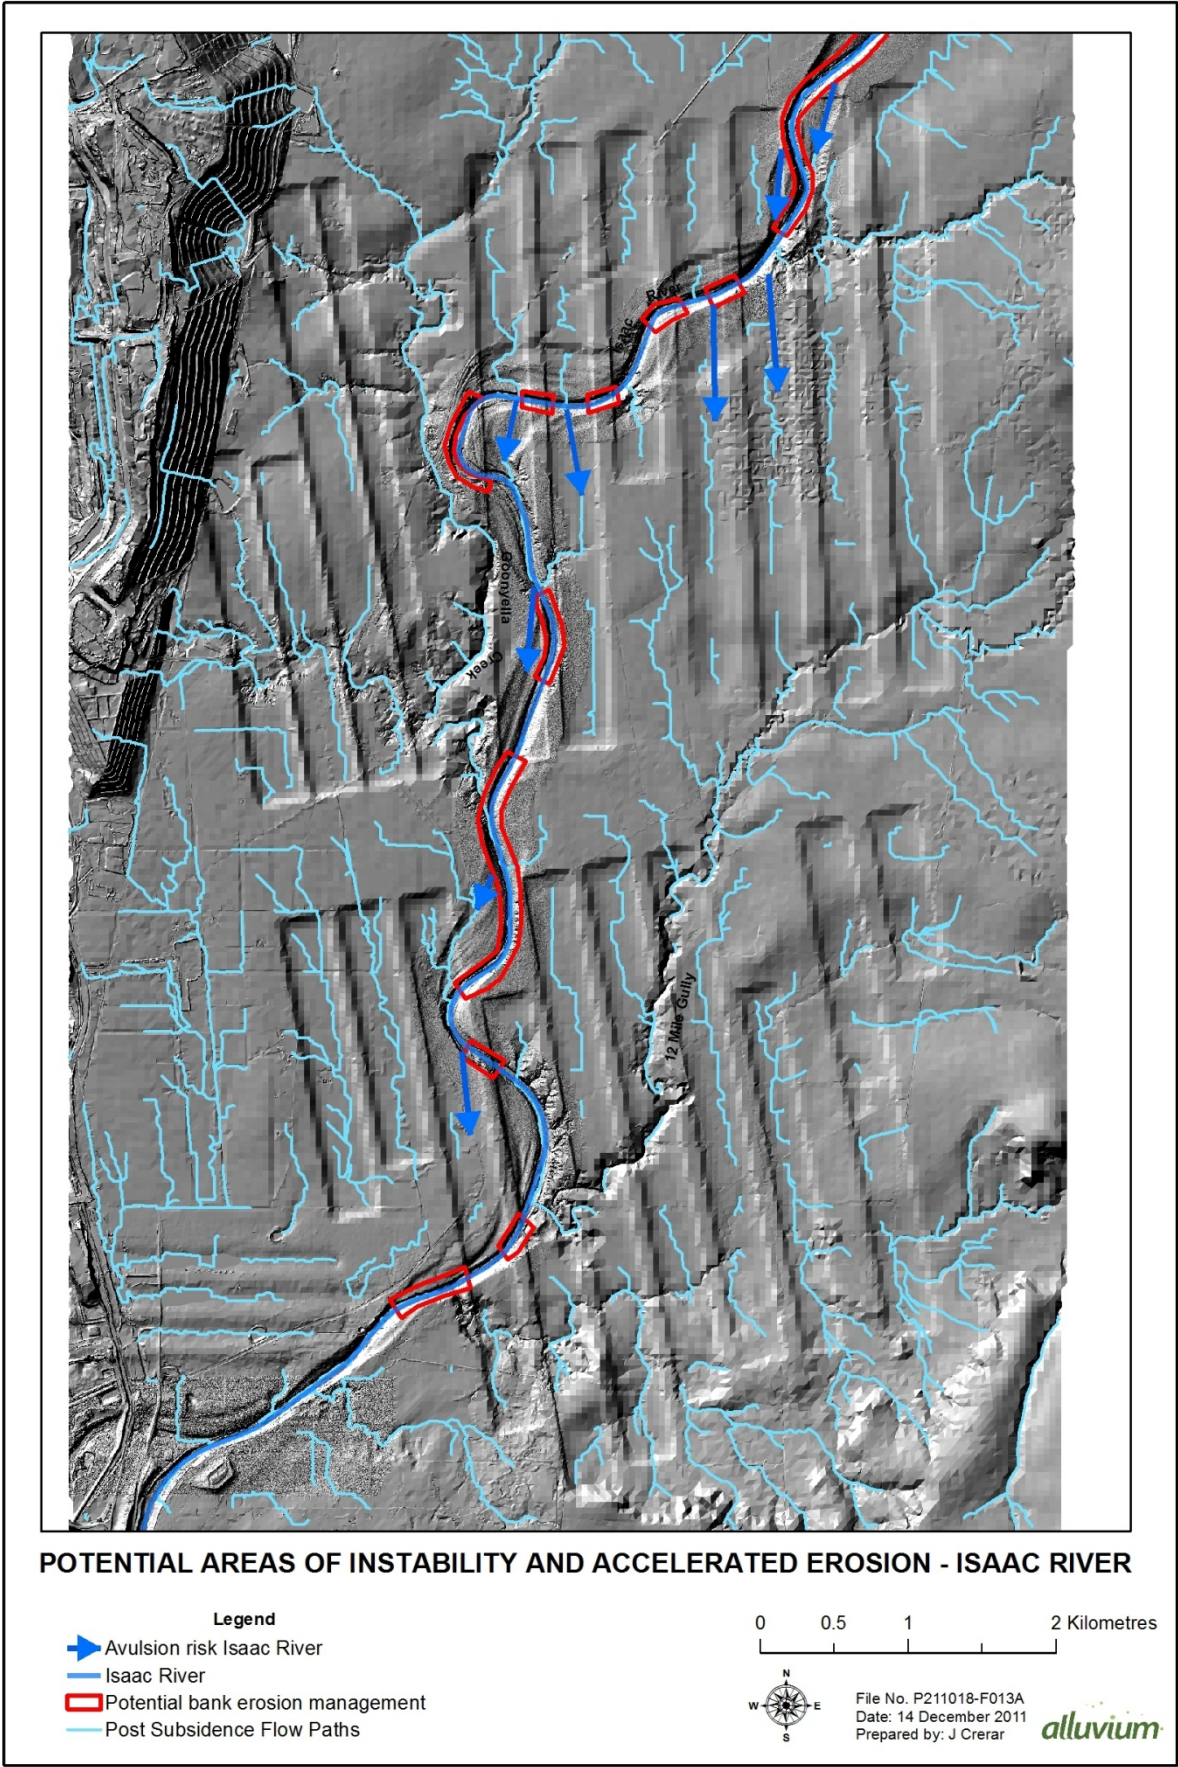 Isaac River
Goonyella
Creek
12 Mile Gully
POTENTIAL AREAS OF INSTABILITY AND ACCELERATED EROSION - ISAAC RIVER
Legend
Avulsion risk Isaac River
Isaac River
Potential bank erosion management
Post Subsidence Flow Paths
0 0.5 1 2 Kilometres
N
W E
S
File No. P211018-F013A
Date: 14 December 2011
Prepared by: J Crerar
alluvium